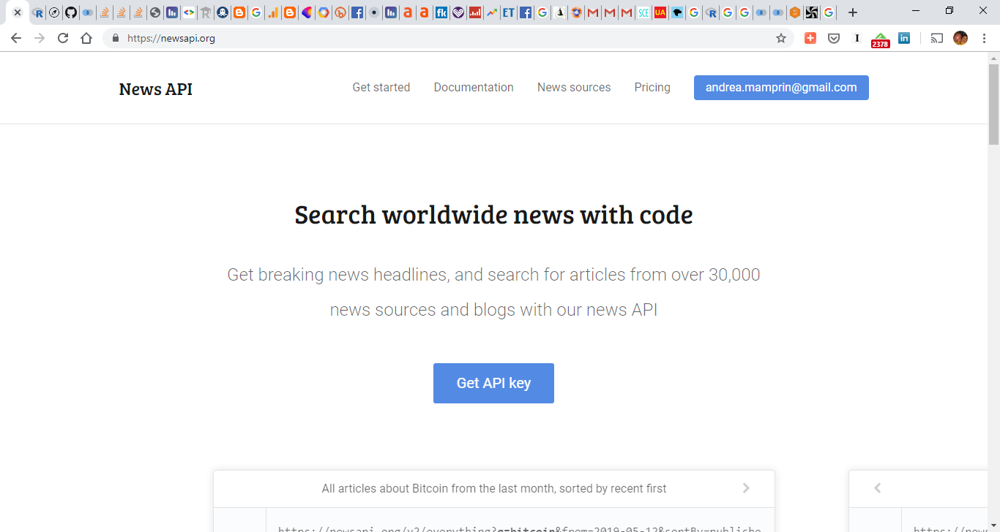 https://newsapi.org
2378
News API
Get started
Documentation
News sources
Pricing
andrea.mamprin@gmail.com
Search worldwide news with code
Get breaking news headlines, and search for articles from over 30,000
news sources and blogs with our news API
Get API key
All articles about Bitcoin from the last month, sorted by recent first
https://newsapi.org/v2/everything?q=bitcoin&from=2019-05-12&sortBy=publishe
https://news